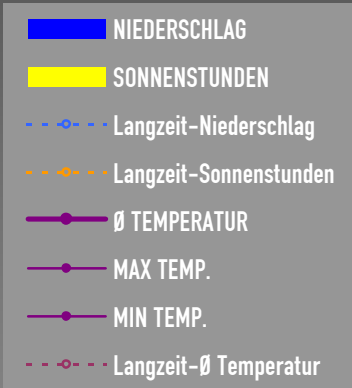 NIEDERSCHLAG
SONNENSTUNDEN
Langzeit-Niederschlag
Langzeit-Sonnenstunden
Ø TEMPERATUR
MAX TEMP.
MIN TEMP.
Langzeit-Ø Temperatur